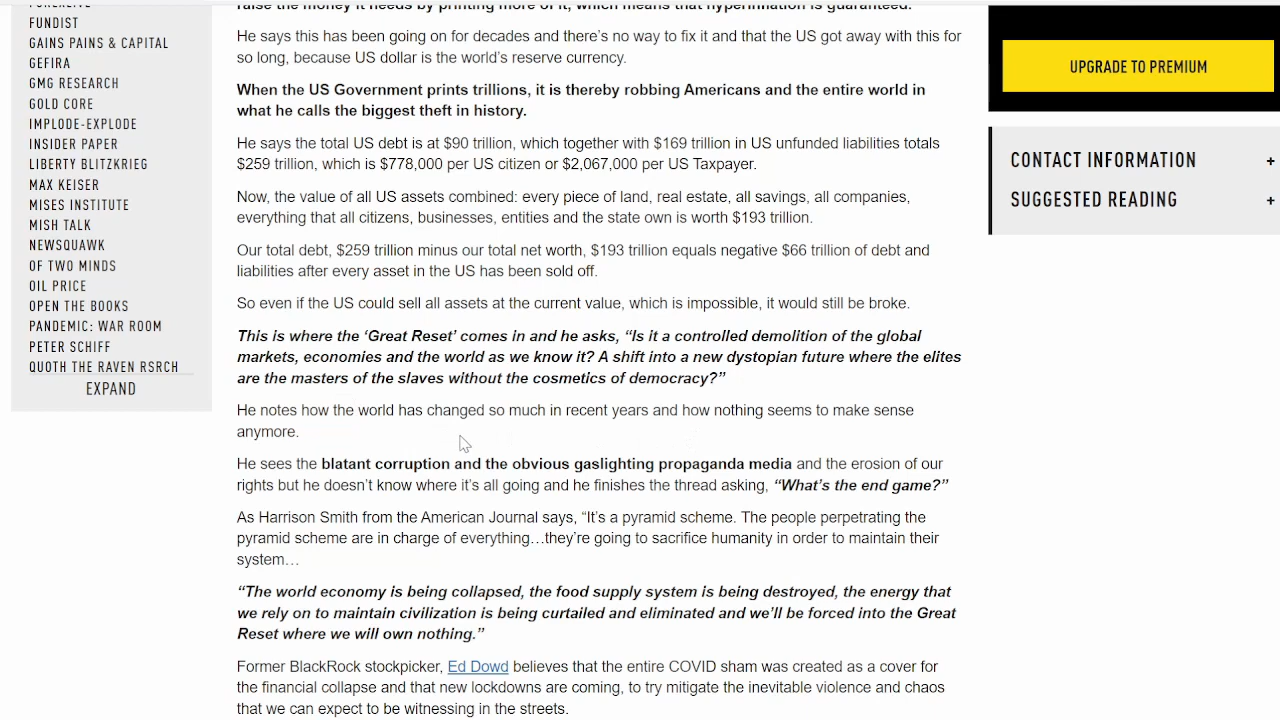 FUNDIST
GAINS PAINS & CAPITAL
GEFIRA
GMG RESEARCH
GOLD CORE
IMPLODE-EXPLODE
INSIDER PAPER
LIBERTY BLITZKRIEG
MAX KEISER
MISES INSTITUTE
MISH TALK
NEWSQUAWK
OF TWO MINDS
OIL PRICE
OPEN THE BOOKS
PANDEMIC: WAR ROOM
PETER SCHIFF
QUOTH THE RAVEN RSRCH
EXPAND
raise the money it needs by printing more of it, which means that hyperinflation is guaranteed.
He says this has been going on for decades and there’s no way to fix it and that the US got away with this for
so long, because US dollar is the world’s reserve currency.
When the US Government prints trillions, it is thereby robbing Americans and the entire world in
what he calls the biggest theft in history.
He says the total US debt is at $90 trillion, which together with $169 trillion in US unfunded liabilities totals
$259 trillion, which is $778,000 per US citizen or $2,067,000 per US Taxpayer.
Now, the value of all US assets combined: every piece of land, real estate, all savings, all companies,
everything that all citizens, businesses, entities and the state own is worth $193 trillion.
Our total debt, $259 trillion minus our total net worth, $193 trillion equals negative $66 trillion of debt and
liabilities after every asset in the US has been sold off.
So even if the US could sell all assets at the current value, which is impossible, it would still be broke.
This is where the ‘Great Reset’ comes in and he asks, “Is it a controlled demolition of the global
markets, economies and the world as we know it? A shift into a new dystopian future where the elites
are the masters of the slaves without the cosmetics of democracy?”
He notes how the world has changed so much in recent years and how nothing seems to make sense
anymore.
He sees the blatant corruption and the obvious gaslighting propaganda media and the erosion of our
rights but he doesn’t know where it’s all going and he finishes the thread asking, “What’s the end game?”
As Harrison Smith from the American Journal says, “It’s a pyramid scheme. The people perpetrating the
pyramid scheme are in charge of everything…they’re going to sacrifice humanity in order to maintain their
system…
“The world economy is being collapsed, the food supply system is being destroyed, the energy that
we rely on to maintain civilization is being curtailed and eliminated and we’ll be forced into the Great
Reset where we will own nothing.”
Former BlackRock stockpicker, Ed Dowd believes that the entire COVID sham was created as a cover for
the financial collapse and that new lockdowns are coming, to try mitigate the inevitable violence and chaos
that we can expect to be witnessing in the streets.
UPGRADE TO PREMIUM
CONTACT INFORMATION +
SUGGESTED READING +